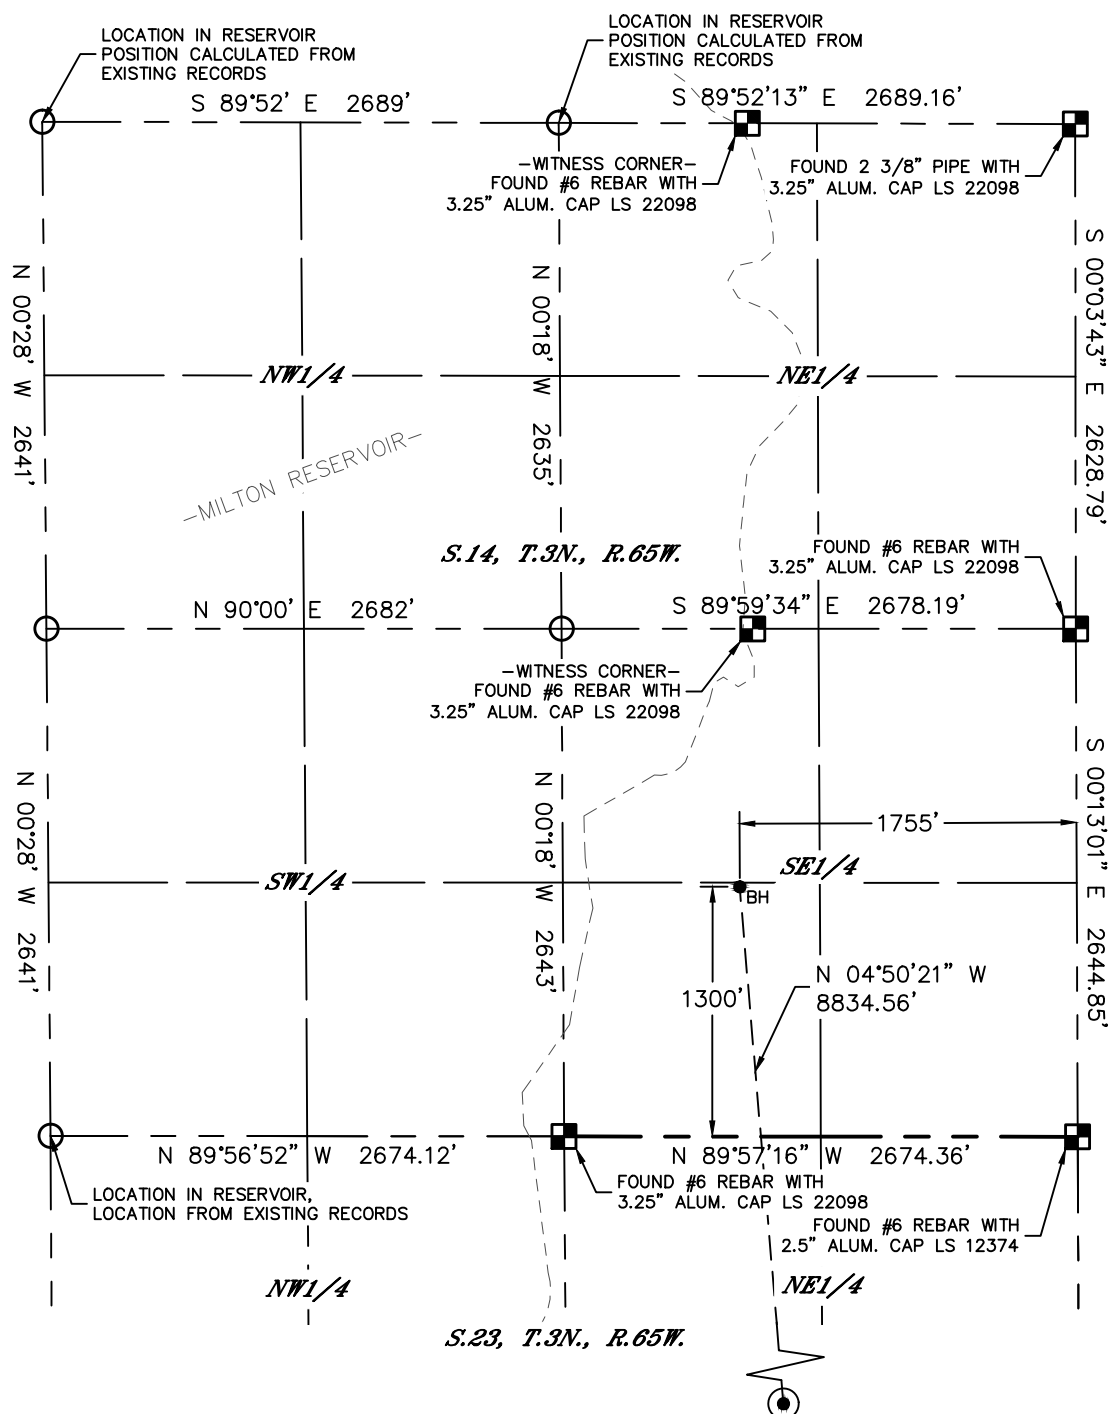 LOCATION IN RESERVOIR
POSITION CALCULATED FROM
EXISTING RECORDS
LOCATION IN RESERVOIR
POSITION CALCULATED FROM
EXISTING RECORDS
S 89°52' E 2689'
S 89°52'13" E 2689.16'
-WITNESS CORNER-
FOUND #6 REBAR WITH
3.25" ALUM. CAP LS 22098
FOUND 2 3/8" PIPE WITH
3.25" ALUM. CAP LS 22098
N 00°28' W 2641'
N 00°18' W 2635'
S 00°03'43" E 2628.79'
NW1/4
NE1/4
-MILTON RESERVOIR-
S.14, T.3N., R.65W.
FOUND #6 REBAR WITH
3.25" ALUM. CAP LS 22098
N 90°00' E 2682'
S 89°59'34" E 2678.19'
-WITNESS CORNER-
FOUND #6 REBAR WITH
3.25" ALUM. CAP LS 22098
N 00°28' W 2641'
N 00°18' W 2643'
S 00°13'01" E 2644.85'
1755'
SW1/4
SE1/4
BH
1300'
N 04°50'21" W
8834.56'
N 89°56'52" W 2674.12'
N 89°57'16" W 2674.36'
LOCATION IN RESERVOIR,
LOCATION FROM EXISTING RECORDS
FOUND #6 REBAR WITH
3.25" ALUM. CAP LS 22098
FOUND #6 REBAR WITH
2.5" ALUM. CAP LS 12374
NW1/4
NE1/4
S.23, T.3N., R.65W.